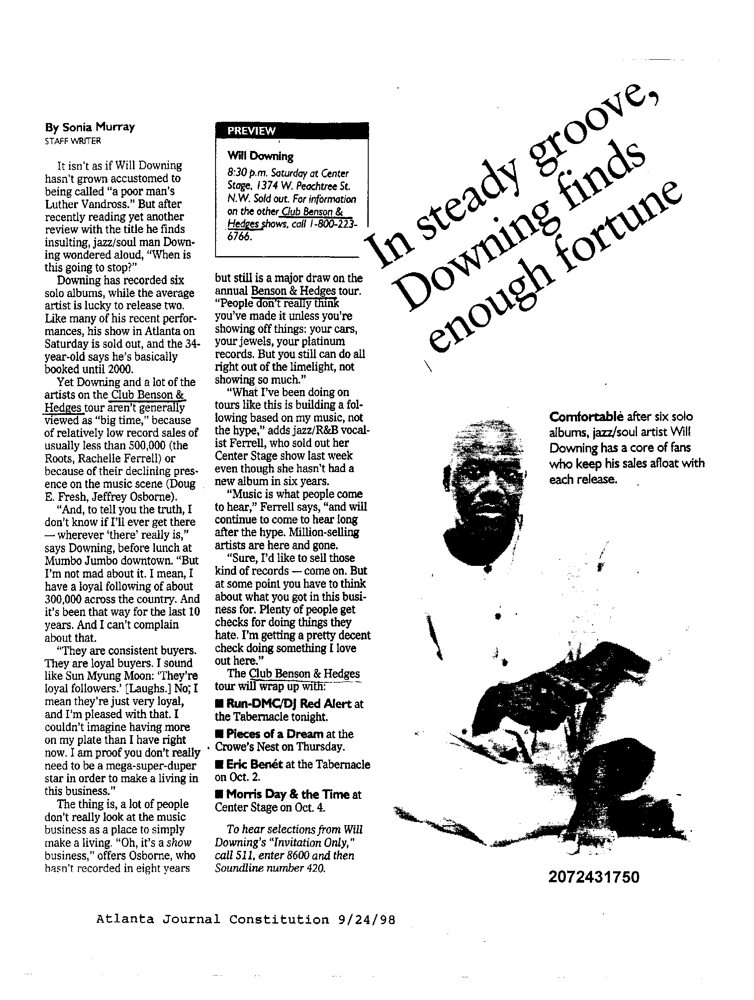 In steady groove,
Downing finds
enough fortune
By Sonia Murray
STAFF WRITER
It isn't as if Will Downing
hasn't grown accustomed to
being called "a poor man's
Luther Vandross." But after
recently reading yet another
review with the title he finds
insulting, jazz/soul man Down-
ing wondered aloud, "When is
this going to stop?"
Downing has recorded six
solo albums, while the average
artist is lucky to release two.
Like many of his recent perfor-
mances, his show in Atlanta on
Saturday is sold out, and the 34-
year-old says he's basically
booked until 2000.
Yet Downing and a lot of the
artists on the Club Benson &
Hedges tour aren't generally
viewed as "big time," because
of relatively low record sales of
usually less than 500,000 (the
Roots, Rachelle Ferrell) or
because of their declining pres-
ence on the music scene (Doug
E. Fresh, Jeffrey Osborne).
"And, to tell you the truth, I
don't know if I'll ever get there
— wherever 'there' really is,"
says Downing, before lunch at
Mumbo Jumbo downtown. "But
I'm not mad about it. I mean, I
have a loyal following of about
300,000 across the country. And
it's been that way for the last 10
years. And I can't complain
about that.
"They are consistent buyers.
They are loyal buyers. I sound
like Sun Myung Moon: 'They're
loyal followers.' [Laughs.] No, I
mean they're just very loyal,
and I'm pleased with that. I
couldn't imagine having more
on my plate than I have right
now. I am proof you don't really
need to be a mega-super-duper
star in order to make a living in
this business."
The thing is, a lot of people
don't really look at the music
business as a place to simply
make a living. "Oh, it's a show
business," offers Osborne, who
hasn't recorded in eight years
PREVIEW
Will Downing
8:30 p.m. Saturday at Center
Stage, 1374 W. Peachtree St.
N.W. Sold out. For information
on the other Club Benson &
Hedges shows, call 1-800-223-
6766.
but still is a major draw on the
annual Benson & Hedges tour.
"People don't really think
you've made it unless you're
showing off things: your cars,
your jewels, your platinum
records. But you still can do all
right out of the limelight, not
showing so much."
"What I've been doing on
tours like this is building a fol-
lowing based on my music, not
the hype," adds jazz/R&B vocal-
ist Ferrell, who sold out her
Center Stage show last week
even though she hasn't had a
new album in six years.
"Music is what people come
to hear," Ferrell says, "and will
continue to come to hear long
after the hype. Million-selling
artists are here and gone.
"Sure, I'd like to sell those
kind of records — come on. But
at some point you have to think
about what you got in this busi-
ness for. Plenty of people get
checks for doing things they
hate. I'm getting a pretty decent
check doing something I love
out here."
The Club Benson & Hedges
tour will wrap up with:
■ Run-DMC/DJ Red Alert at
the Tabernacle tonight.
■ Pieces of a Dream at the
Crowe's Nest on Thursday.
■ Eric Benét at the Tabernacle
on Oct. 2.
■ Morris Day & the Time at
Center Stage on Oct. 4.
To hear selections from Will
Downing's "Invitation Only,"
call 511, enter 8600 and then
Soundline number 420.
Comfortable after six solo
albums, jazz/soul artist Will
Downing has a core of fans
who keep his sales afloat with
each release.
2072431750
Atlanta Journal Constitution 9/24/98